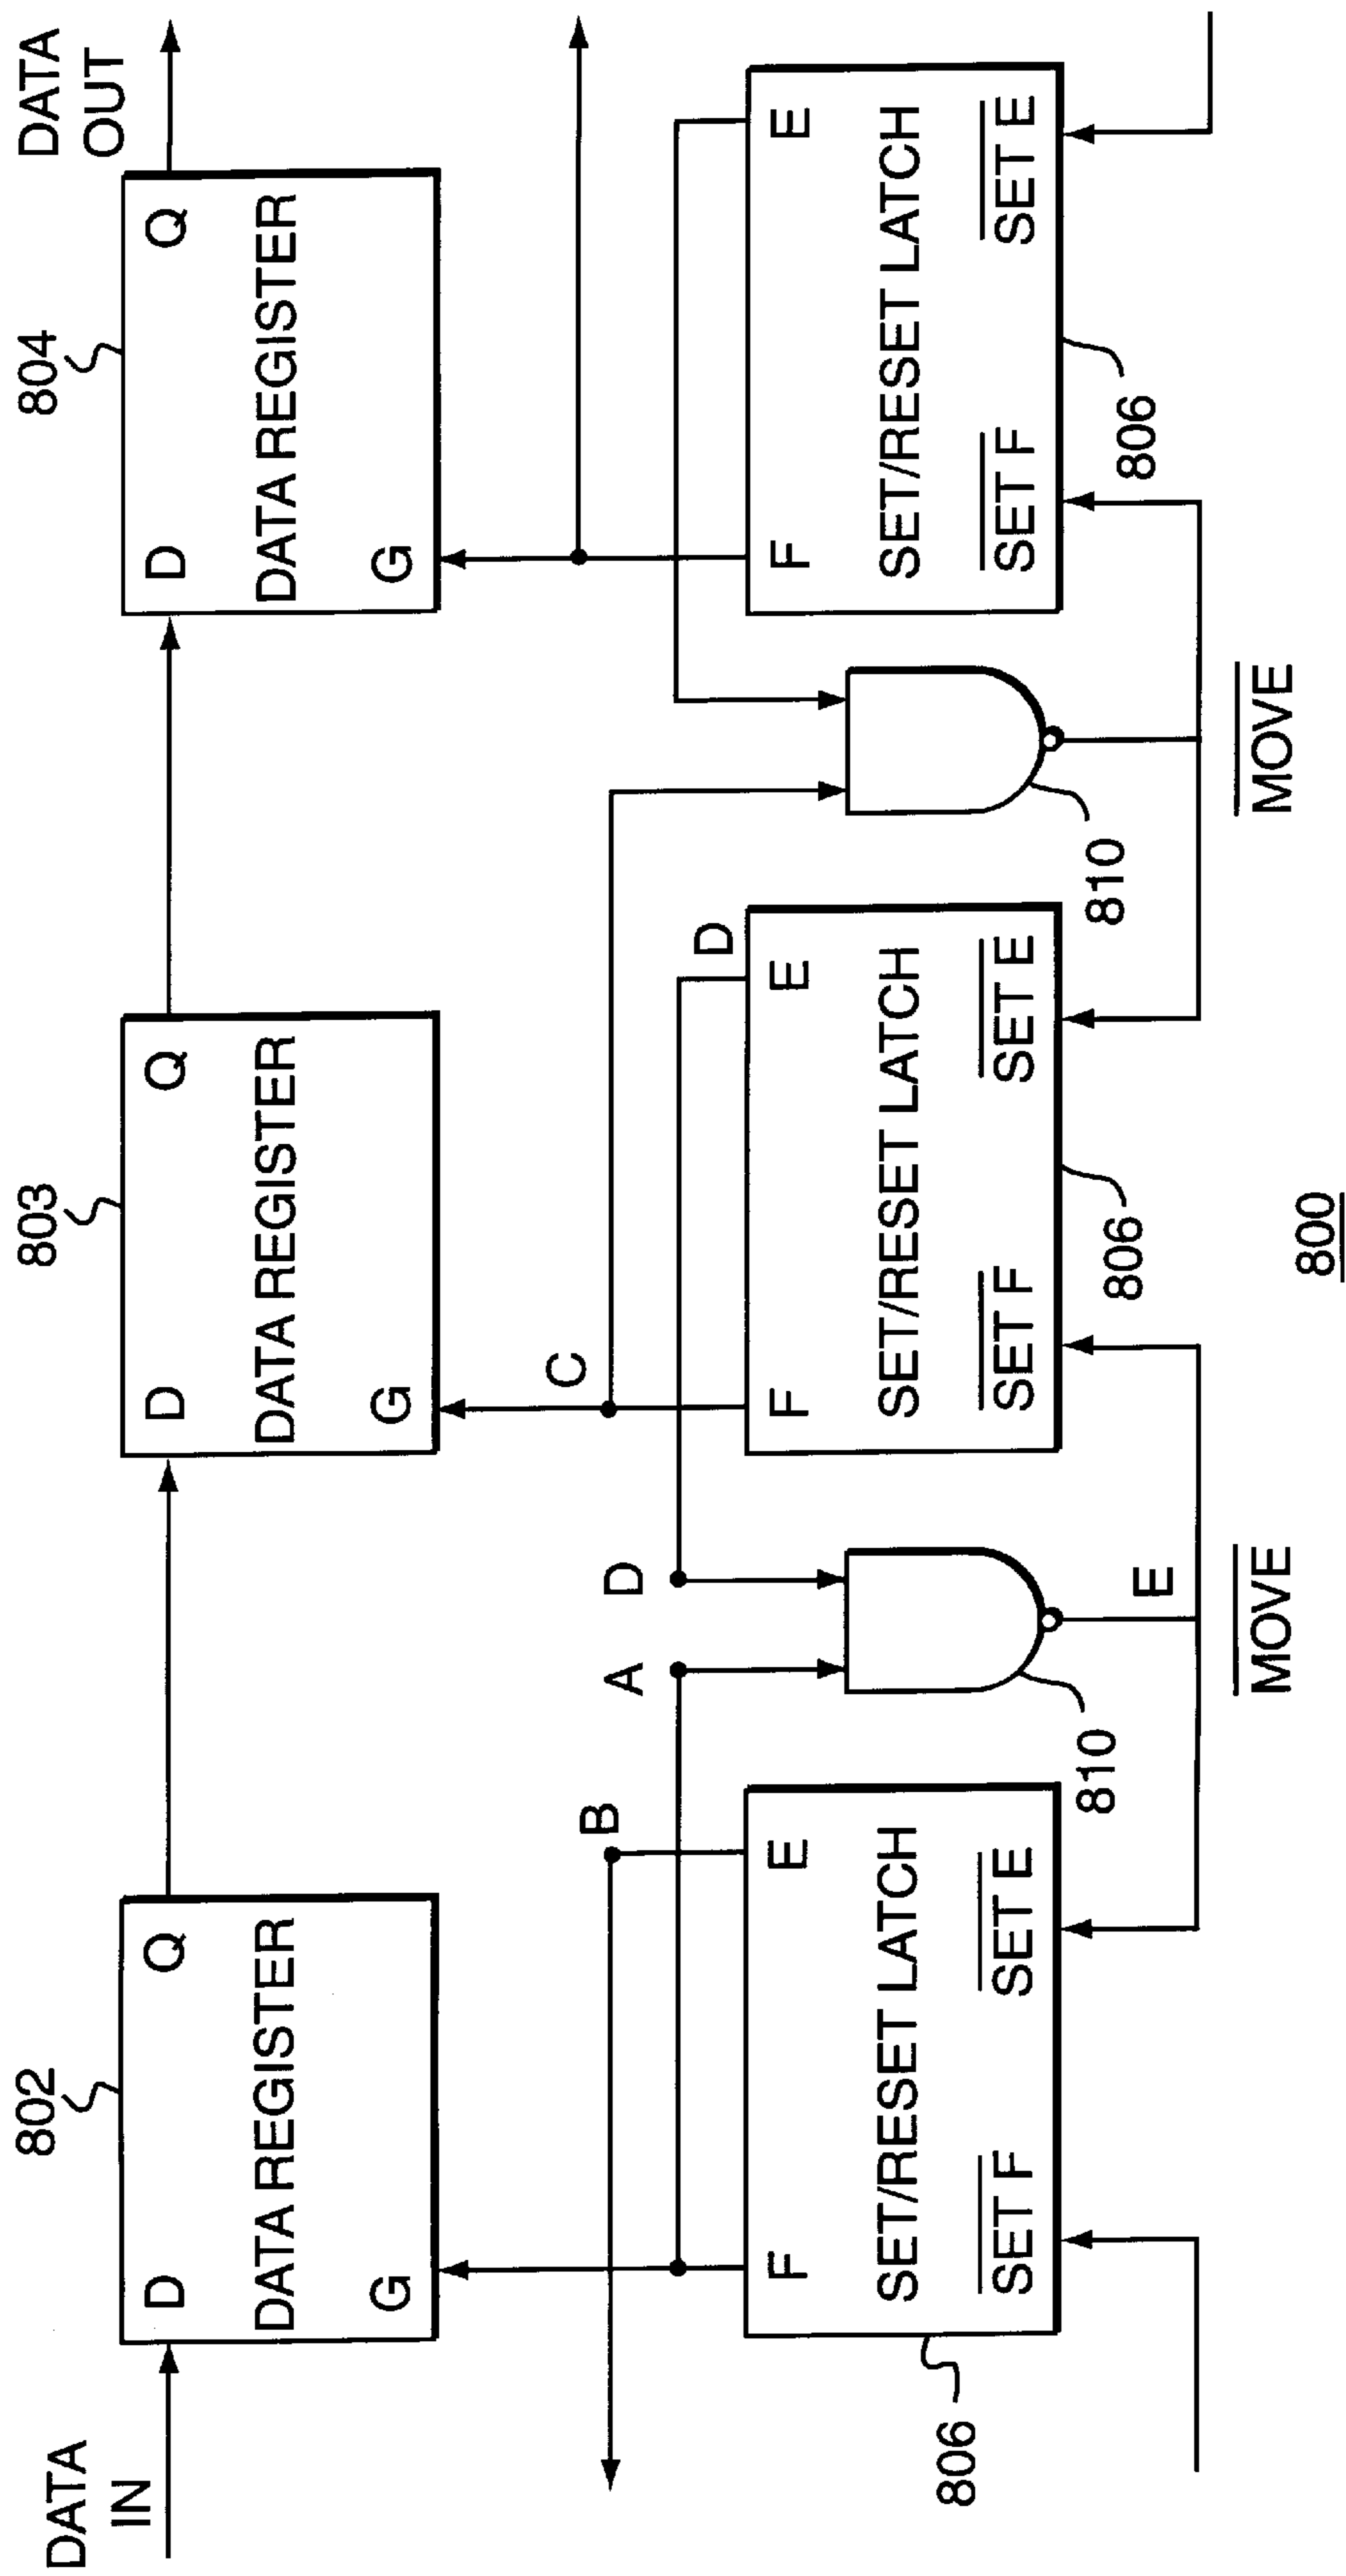 DATA
IN
802
803
804
DATA
OUT
D
Q
DATA REGISTER
G
D
Q
DATA REGISTER
G
D
Q
DATA REGISTER
G
B
A
D
C
D
F
E
SET/RESET LATCH
SET F
SET E
806
810
E
MOVE
F
E
SET/RESET LATCH
SET F
SET E
806
810
MOVE
F
E
SET/RESET LATCH
SET F
SET E
806
800